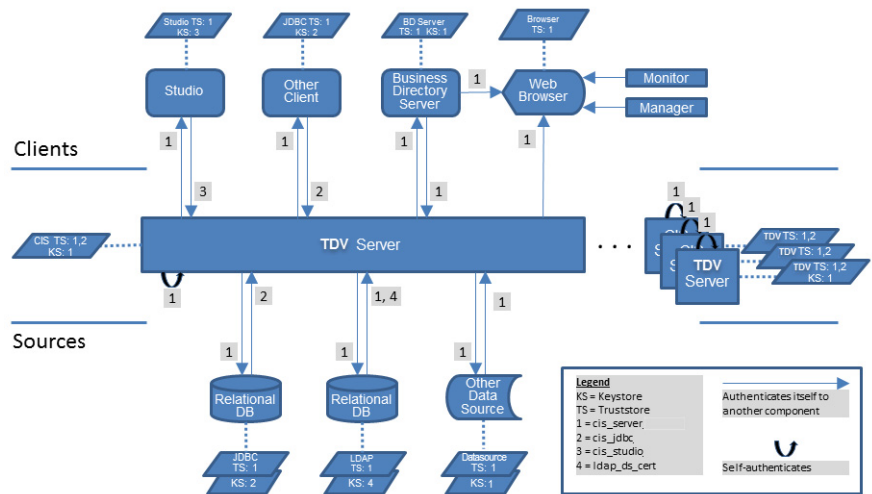 Studio TS: 1
KS: 3
JDBC TS: 1
KS: 2
BD Server
TS: 1 KS: 1
Browser
TS: 1
Studio
Other
Client
Business
Directory
Server
1
Web
Browser
Monitor
Manager
1
1
1
1
Clients
3
2
1
1
1
1
CIS TS: 1,2
KS: 1
TDV Server
. . .
TDV TS: 1,2
TDV TS: 1,2
TDV TS: 1,2
KS: 1
TDV
Server
1
2
1, 4
1
Sources
1
1
1
Relational
DB
Relational
DB
Other
Data
Source
JDBC
TS: 1
KS: 2
LDAP
TS: 1
KS: 4
Datasource
TS: 1
KS: 1
Legend
KS = Keystore
TS = Truststore
1 = cis_server
2 = cis_jdbc
3 = cis_studio
4 = ldap_ds_cert
Authenticates itself to
another component
Self-authenticates